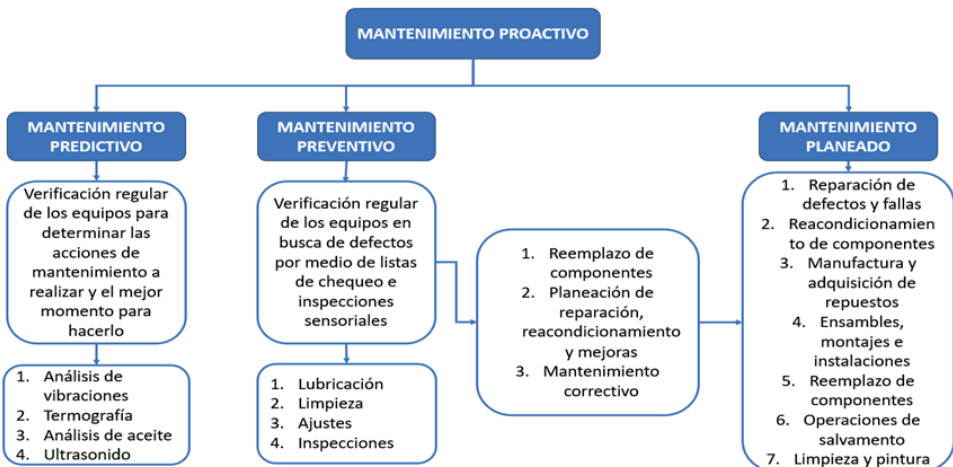 MANTENIMIENTO PROACTIVO
MANTENIMIENTO
PREDICTIVO
Verificación regular
de los equipos para
determinar las
acciones de
mantenimiento a
realizar y el mejor
momento para
hacerlo
1. Análisis de
vibraciones
2. Termografía
3. Análisis de aceite
4. Ultrasonido
MANTENIMIENTO
PREVENTIVO
Verificación regular
de los equipos en
busca de defectos
por medio de listas
de chequeo e
inspecciones
sensoriales
1. Lubricación
2. Limpieza
3. Ajustes
4. Inspecciones
1. Reemplazo de
componentes
2. Planeación de
reparación,
reacondicionamiento
y mejoras
3. Mantenimiento
correctivo
MANTENIMIENTO
PLANEADO
1. Reparación de
defectos y fallas
2. Reacondicionamien
to de componentes
3. Manufactura y
adquisición de
repuestos
4. Ensambles,
montajes e
instalaciones
5. Reemplazo de
componentes
6. Operaciones de
salvamento
7. Limpieza y pintura